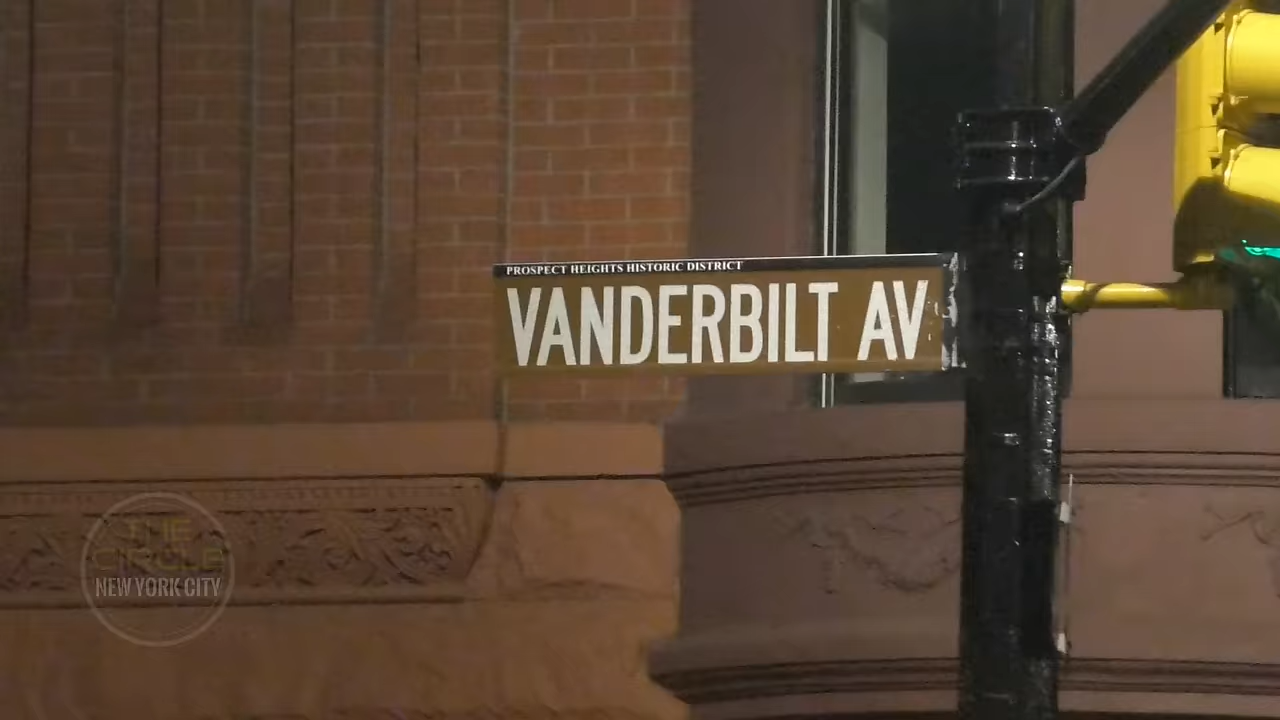 PROSPECT HEIGHTS HISTORIC DISTRICT
VANDERBILT AV
THE
CIRCLE
NEW YORK CITY